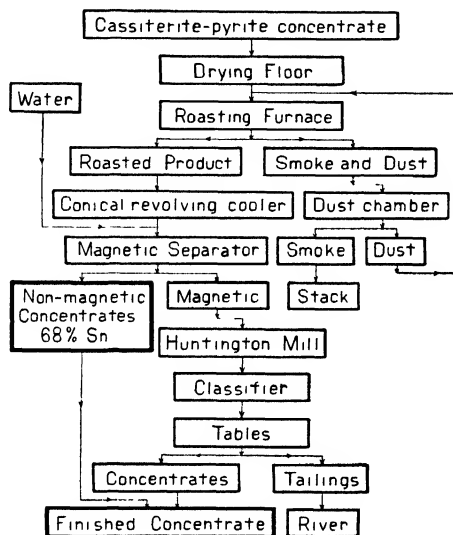 Cassiterite-pyrite concentrate
Drying Floor
Water
Roasting Furnace
Roasted Product
Smoke and Dust
Conical revolving cooler
Dust chamber
Magnetic Separator
Smoke
Dust
Non-magnetic
Concentrates
68% Sn
Magnetic
Stack
Huntington Mill
Classifier
Tables
Concentrates
Tailings
Finished Concentrate
River